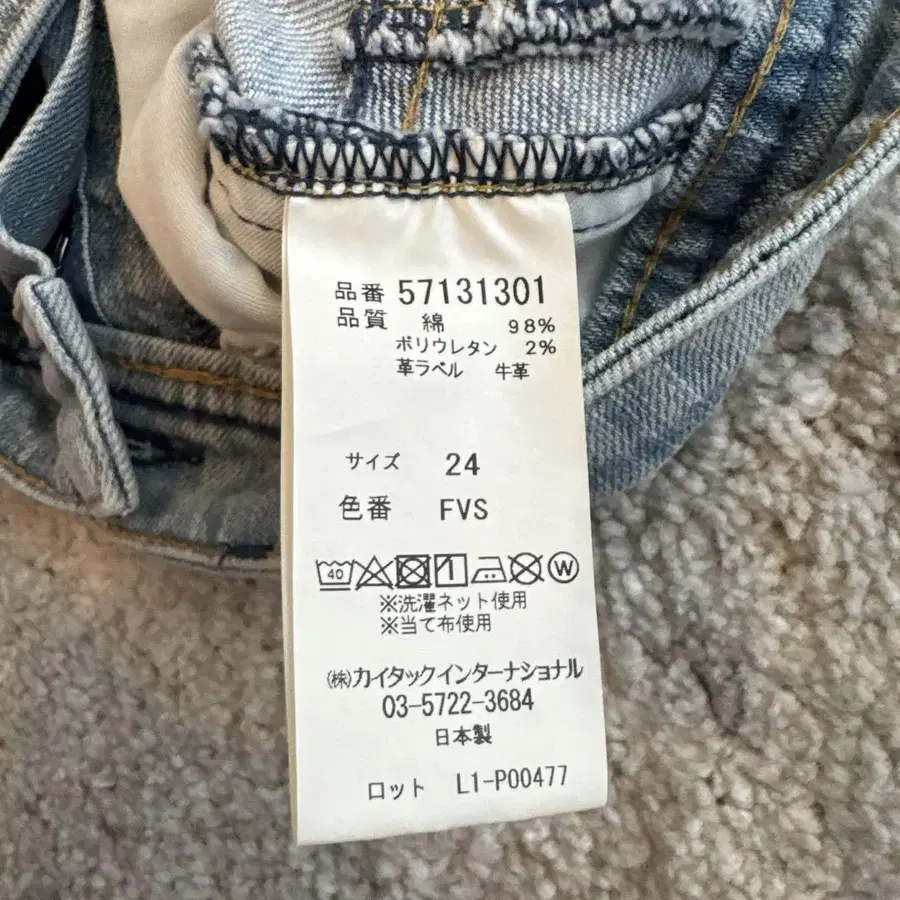 品番 57131301
品質 綿 98%
ポリウレタン 2%
革ラベル 牛革
サイズ 24
色番 FVS
40 W
※洗濯ネット使用
※当て布使用
(株)カイタックインターナショナル
03-5722-3684
日本製
ロット L1-P00477